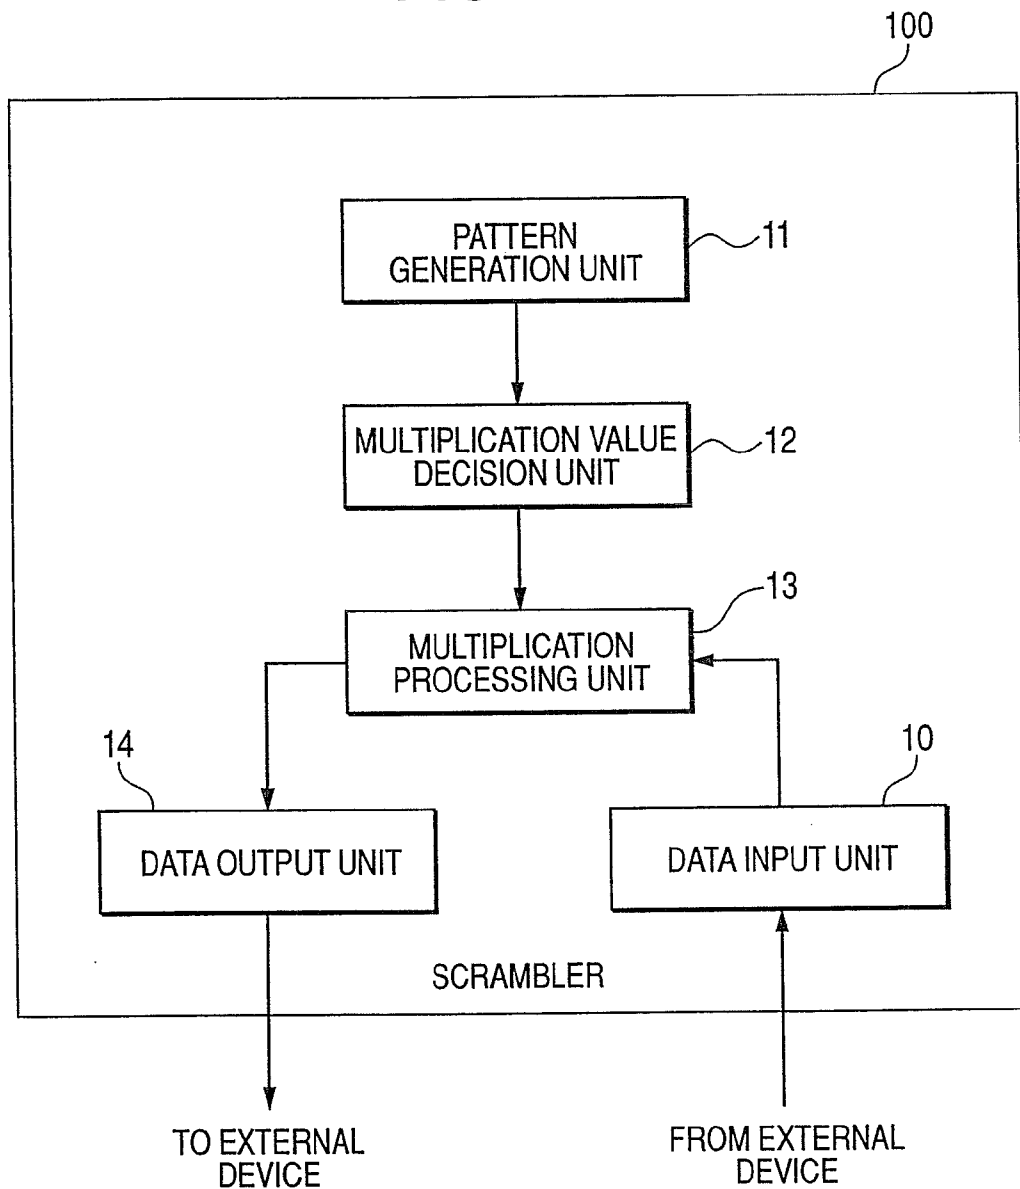 100
PATTERN
GENERATION UNIT
11
MULTIPLICATION VALUE
DECISION UNIT
12
13
MULTIPLICATION
PROCESSING UNIT
14
10
DATA OUTPUT UNIT
DATA INPUT UNIT
SCRAMBLER
TO EXTERNAL
DEVICE
FROM EXTERNAL
DEVICE